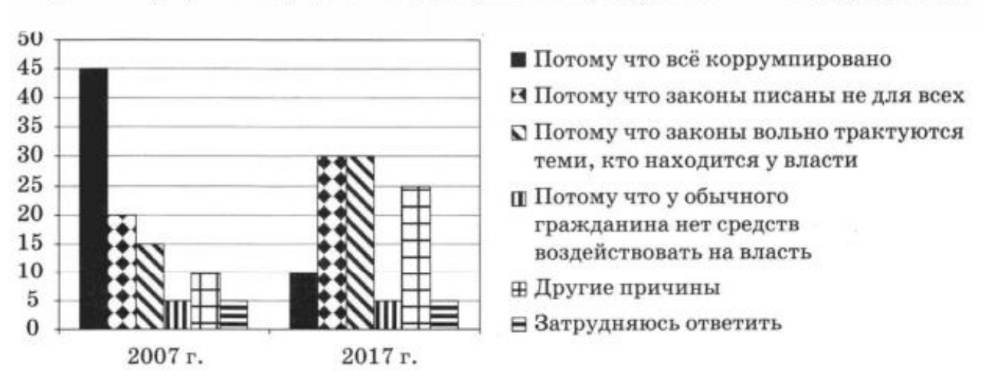 50
45
40
35
30
25
20
15
10
5
0
2007 г.
2017 г.
Потому что всё коррумпировано
Потому что законы писаны не для всех
Потому что законы вольно трактуются
теми, кто находится у власти
Потому что у обычного
гражданина нет средств
воздействовать на власть
Другие причины
Затрудняюсь ответить